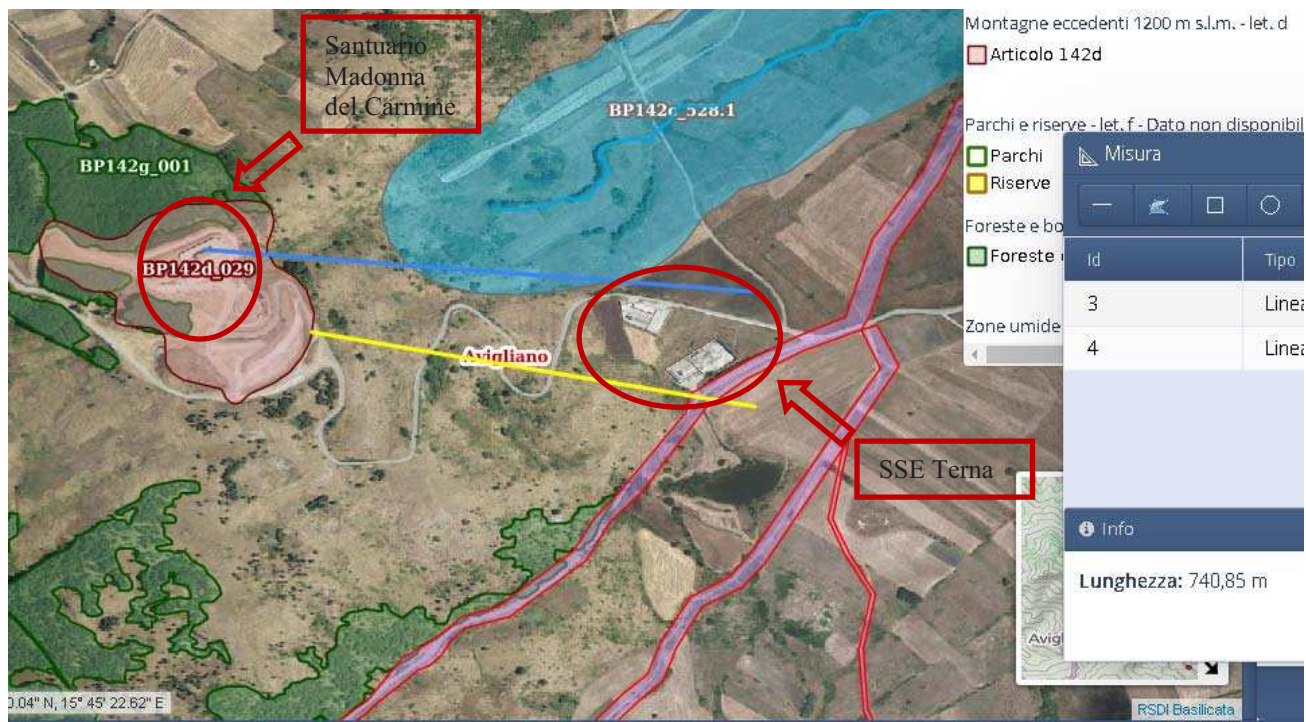 Santuario
Madonna
del Carmine
BP142g_001
BP142c_528.1
BP142d_029
Avigliano
SSE Terna
0.04" N, 15° 45' 22.62" E
Montagne eccedenti 1200 m s.l.m. - let. d
Articolo 142d
Parchi e riserve - let. f - Dato non disponibil
Parchi
Riserve
Foreste e bo
Foreste
Zone umide
Misura
Id Tipo
3 Linea
4 Linea
Info
Lunghezza: 740,85 m
Avigl
RSDI Basilicata